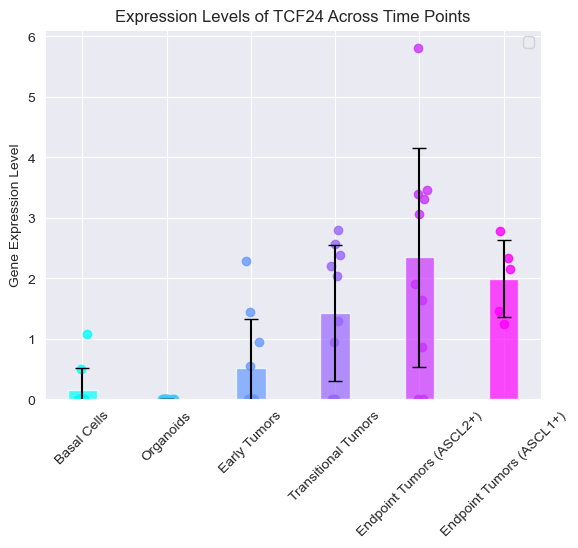 Expression Levels of TCF24 Across Time Points
Gene Expression Level
6
5
4
3
2
1
0
Basal Cells
Organoids
Early Tumors
Transitional Tumors
Endpoint Tumors (ASCL2+)
Endpoint Tumors (ASCL1+)